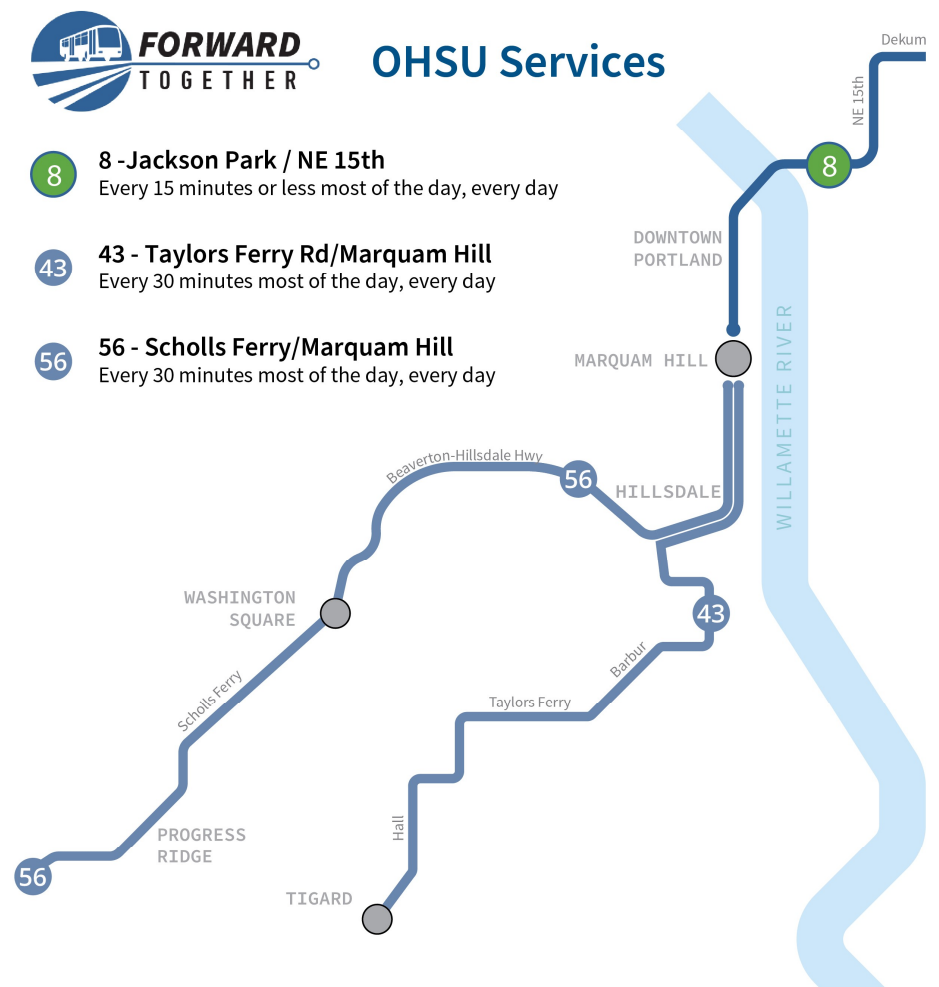 FORWARD
TOGETHER
OHSU Services
Dekum
NE 15th
8
8 -Jackson Park / NE 15th
Every 15 minutes or less most of the day, every day
8
DOWNTOWN
PORTLAND
43
43 - Taylors Ferry Rd/Marquam Hill
Every 30 minutes most of the day, every day
WILLAMETTE RIVER
MARQUAM HILL
56
56 - Scholls Ferry/Marquam Hill
Every 30 minutes most of the day, every day
Beaverton-Hillsdale Hwy
56
HILLSDALE
WASHINGTON
SQUARE
43
Barbur
Scholls Ferry
Taylors Ferry
Hall
PROGRESS
RIDGE
56
TIGARD